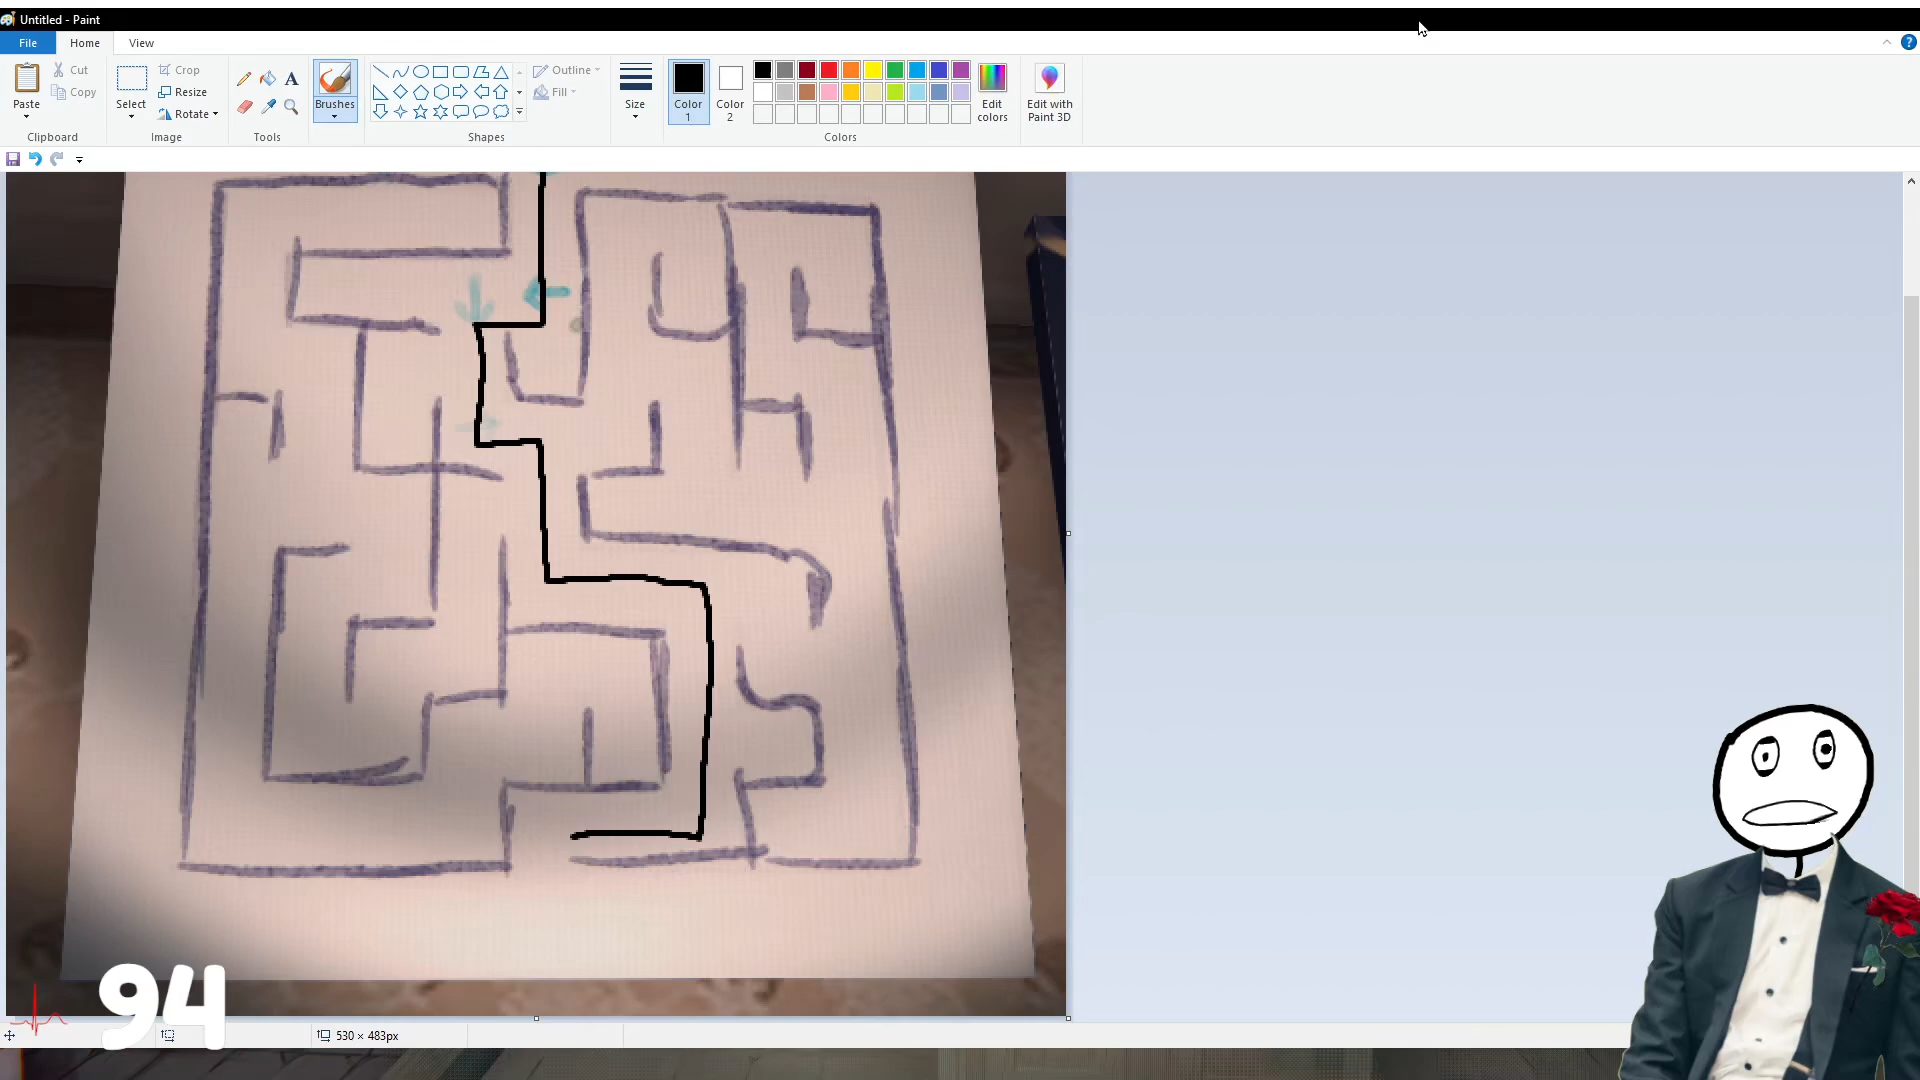 Untitled - Paint
File Home View
Paste Cut Copy
Clipboard
Select Crop Resize Rotate
Image
A
Tools
Brushes
Shapes
Outline
Fill
Size
Color 1
Color 2
Edit colors
Colors
Edit with Paint 3D
?
94
530 × 483px